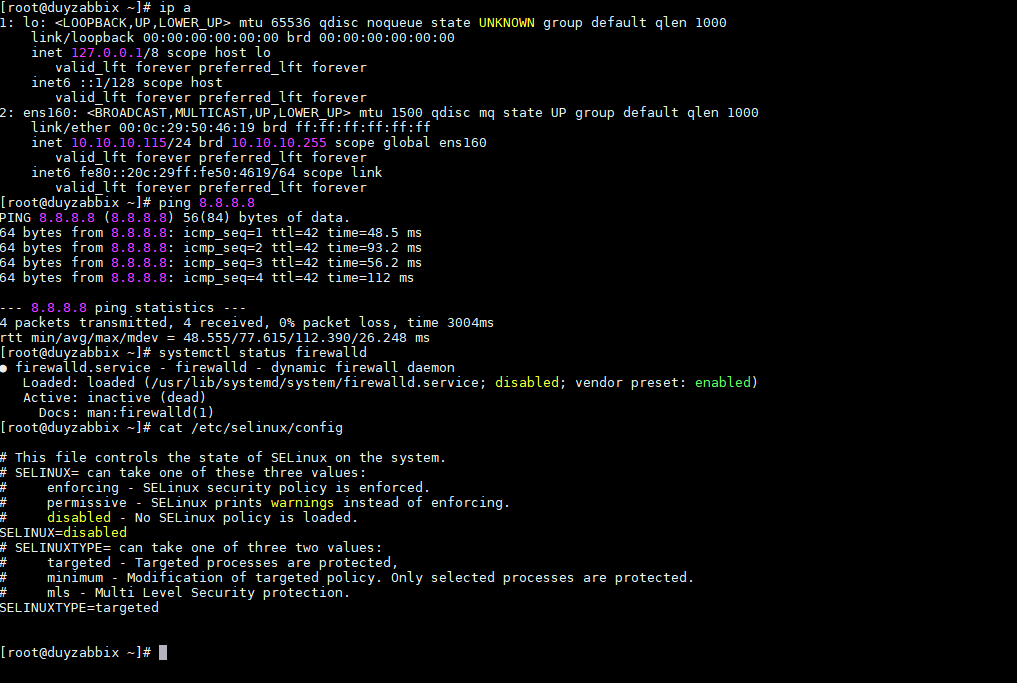 [root@duyzabbix ~]# ip a
1: lo: <LOOPBACK,UP,LOWER_UP> mtu 65536 qdisc noqueue state UNKNOWN group default qlen 1000
    link/loopback 00:00:00:00:00:00 brd 00:00:00:00:00:00
    inet 127.0.0.1/8 scope host lo
       valid_lft forever preferred_lft forever
    inet6 ::1/128 scope host
       valid_lft forever preferred_lft forever
2: ens160: <BROADCAST,MULTICAST,UP,LOWER_UP> mtu 1500 qdisc mq state UP group default qlen 1000
    link/ether 00:0c:29:50:46:19 brd ff:ff:ff:ff:ff:ff
    inet 10.10.10.115/24 brd 10.10.10.255 scope global ens160
       valid_lft forever preferred_lft forever
    inet6 fe80::20c:29ff:fe50:4619/64 scope link
       valid_lft forever preferred_lft forever
[root@duyzabbix ~]# ping 8.8.8.8
PING 8.8.8.8 (8.8.8.8) 56(84) bytes of data.
64 bytes from 8.8.8.8: icmp_seq=1 ttl=42 time=48.5 ms
64 bytes from 8.8.8.8: icmp_seq=2 ttl=42 time=93.2 ms
64 bytes from 8.8.8.8: icmp_seq=3 ttl=42 time=56.2 ms
64 bytes from 8.8.8.8: icmp_seq=4 ttl=42 time=112 ms

--- 8.8.8.8 ping statistics ---
4 packets transmitted, 4 received, 0% packet loss, time 3004ms
rtt min/avg/max/mdev = 48.555/77.615/112.390/26.248 ms
[root@duyzabbix ~]# systemctl status firewalld
● firewalld.service - firewalld - dynamic firewall daemon
   Loaded: loaded (/usr/lib/systemd/system/firewalld.service; disabled; vendor preset: enabled)
   Active: inactive (dead)
     Docs: man:firewalld(1)
[root@duyzabbix ~]# cat /etc/selinux/config

# This file controls the state of SELinux on the system.
# SELINUX= can take one of these three values:
#     enforcing - SELinux security policy is enforced.
#     permissive - SELinux prints warnings instead of enforcing.
#     disabled - No SELinux policy is loaded.
SELINUX=disabled
# SELINUXTYPE= can take one of three two values:
#     targeted - Targeted processes are protected,
#     minimum - Modification of targeted policy. Only selected processes are protected.
#     mls - Multi Level Security protection.
SELINUXTYPE=targeted


[root@duyzabbix ~]#